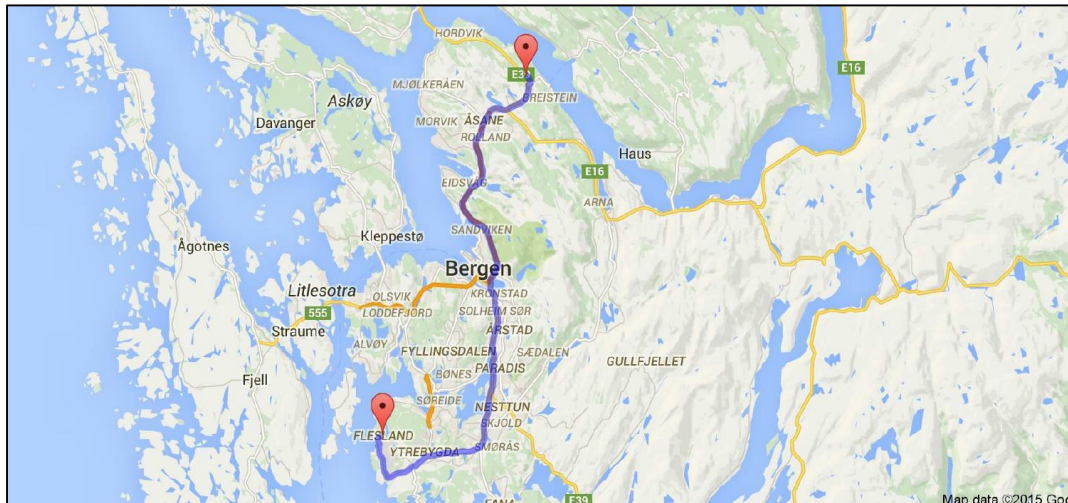 HORDVIK
E39
MJØLKERÅEN
BREISTEIN
E16
Askøy
Davanger
MORVIK
ÅSANE
ROLLAND
Haus
E16
EIDSVÅG
ARNA
SANDVIKEN
Kleppestø
Ågotnes
Bergen
Litlesotra
OLSVIK
KRONSTAD
LODDEFJORD
SOLHEIM SØR
555
Straume
ÅRSTAD
ALVØY
FYLLINGSDALEN
SÆDALEN
GULLFJELLET
PARADIS
BØNES
Fjell
SØREIDE
NESTTUN
SKJOLD
FLESLAND
YTREBYGDA
SMØRÅS
FANA
E39
Map data ©2015 Goo